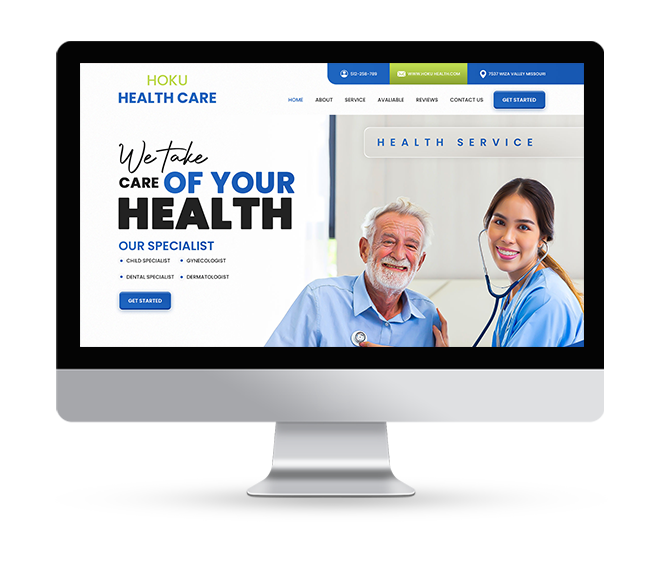 HOKU
HEALTH CARE
510-258-789
WWW.HOKU-HEALTH.COM
7537 WIZA VALLEY MISSOURI
HOME ABOUT SERVICE AVALIABLE REVIEWS CONTACT US GET STARTED
HEALTH SERVICE
We take
CARE OF YOUR
HEALTH
OUR SPECIALIST
• CHILD SPECIALIST • GYNECOLOGIST
• DENTAL SPECIALIST • DERMATOLOGIST
GET STARTED